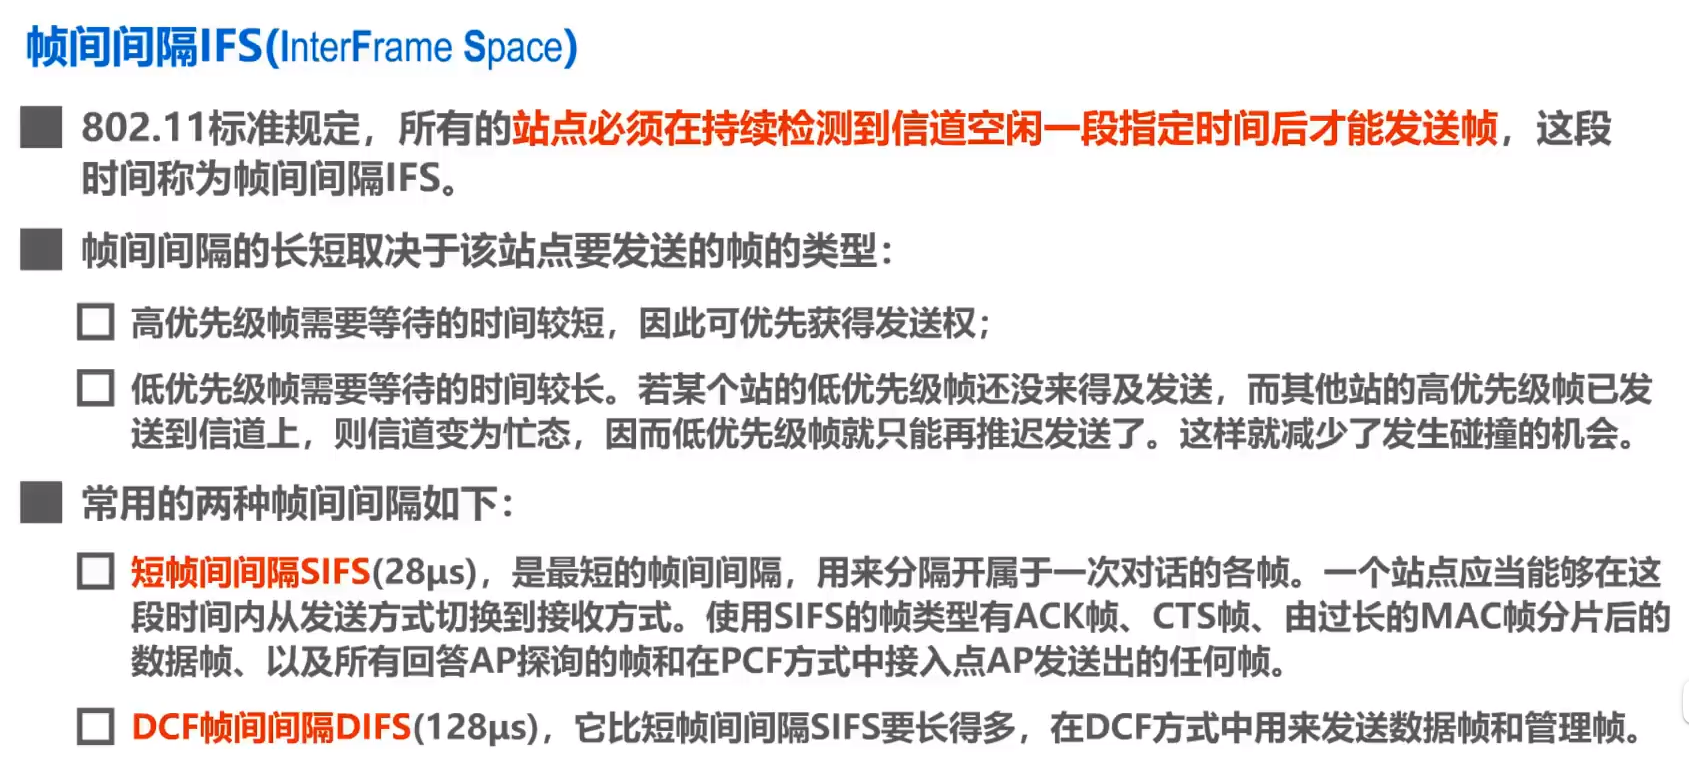 帧间间隔IFS(InterFrame Space)
802.11标准规定，所有的站点必须在持续检测到信道空闲一段指定时间后才能发送帧，这段
时间称为帧间间隔IFS。
帧间间隔的长短取决于该站点要发送的帧的类型：
高优先级帧需要等待的时间较短，因此可优先获得发送权；
低优先级帧需要等待的时间较长。若某个站的低优先级帧还没来得及发送，而其他站的高优先级帧已发
送到信道上，则信道变为忙态，因而低优先级帧就只能再推迟发送了。这样就减少了发生碰撞的机会。
常用的两种帧间间隔如下：
短帧间间隔SIFS(28μs)，是最短的帧间间隔，用来分隔开属于一次对话的各帧。一个站点应当能够在这
段时间内从发送方式切换到接收方式。使用SIFS的帧类型有ACK帧、CTS帧、由过长的MAC帧分片后的
数据帧、以及所有回答AP探询的帧和在PCF方式中接入点AP发送出的任何帧。
DCF帧间间隔DIFS(128μs)，它比短帧间间隔SIFS要长得多，在DCF方式中用来发送数据帧和管理帧。